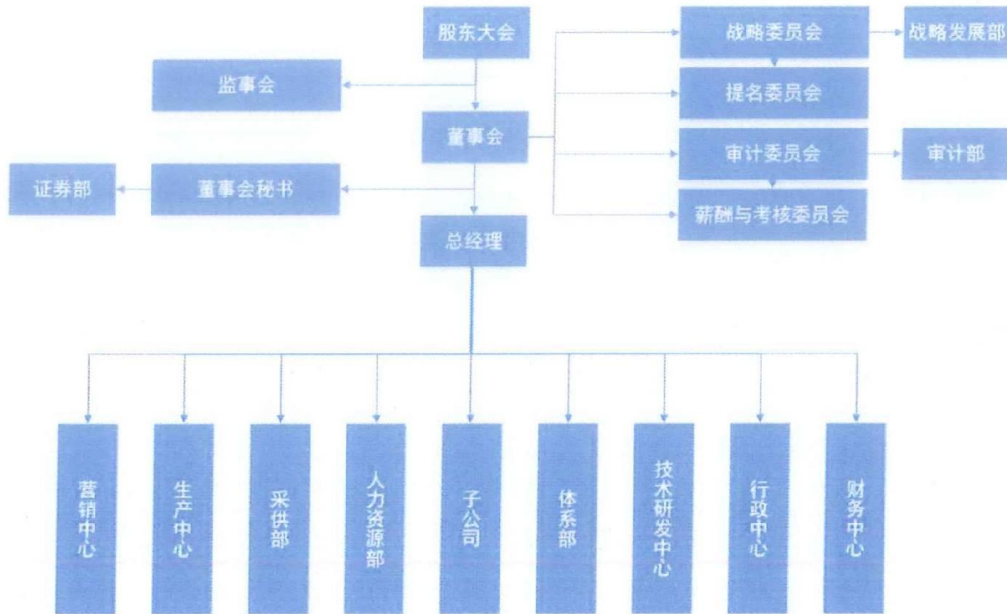 股东大会
战略委员会
战略发展部
监事会
提名委员会
董事会
审计委员会
审计部
证券部
董事会秘书
薪酬与考核委员会
总经理
营销中心
生产中心
采供部
人力资源部
子公司
体系部
技术研发中心
行政中心
财务中心